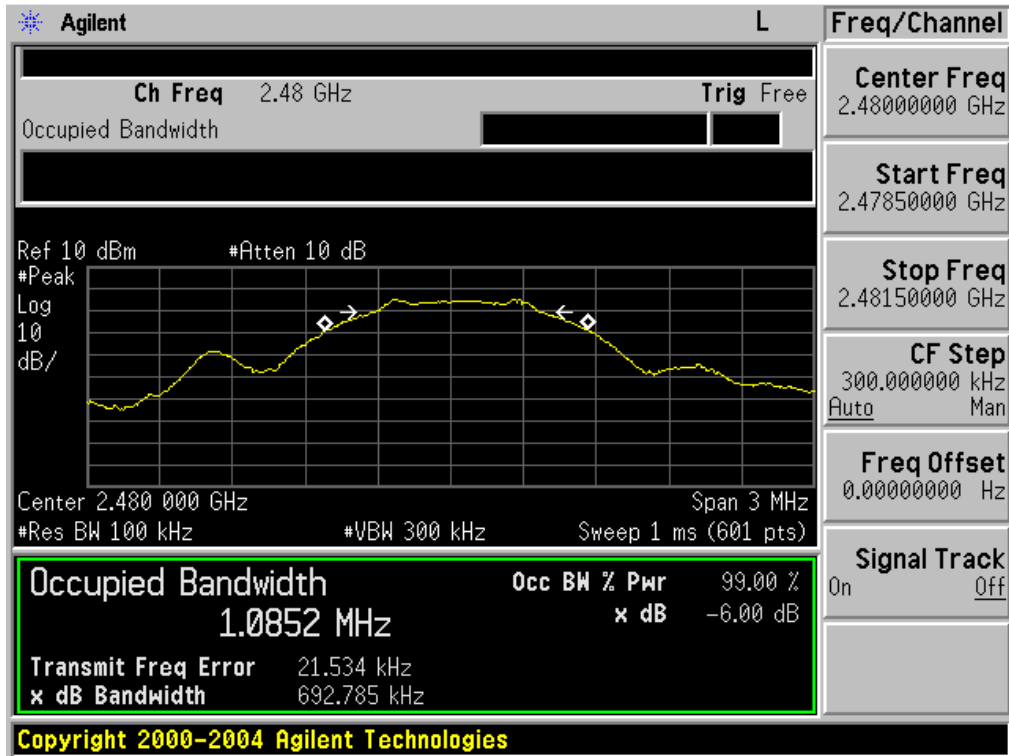 Agilent L Freq/Channel
Ch Freq 2.48 GHz Trig Free
Occupied Bandwidth
Center Freq
2.48000000 GHz
Start Freq
2.47850000 GHz
Stop Freq
2.48150000 GHz
CF Step
300.000000 kHz
Auto Man
Freq Offset
0.00000000 Hz
Signal Track
On Off
Ref 10 dBm #Atten 10 dB
#Peak
Log
10
dB/
Center 2.480 000 GHz Span 3 MHz
#Res BW 100 kHz #VBW 300 kHz Sweep 1 ms (601 pts)
Occupied Bandwidth Occ BW % Pwr 99.00 %
1.0852 MHz x dB -6.00 dB
Transmit Freq Error 21.534 kHz
x dB Bandwidth 692.785 kHz
Copyright 2000-2004 Agilent Technologies